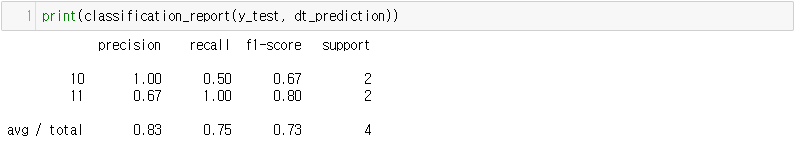 1 print(classification_report(y_test, dt_prediction))
precision recall f1-score support
10 1.00 0.50 0.67 2
11 0.67 1.00 0.80 2
avg / total 0.83 0.75 0.73 4